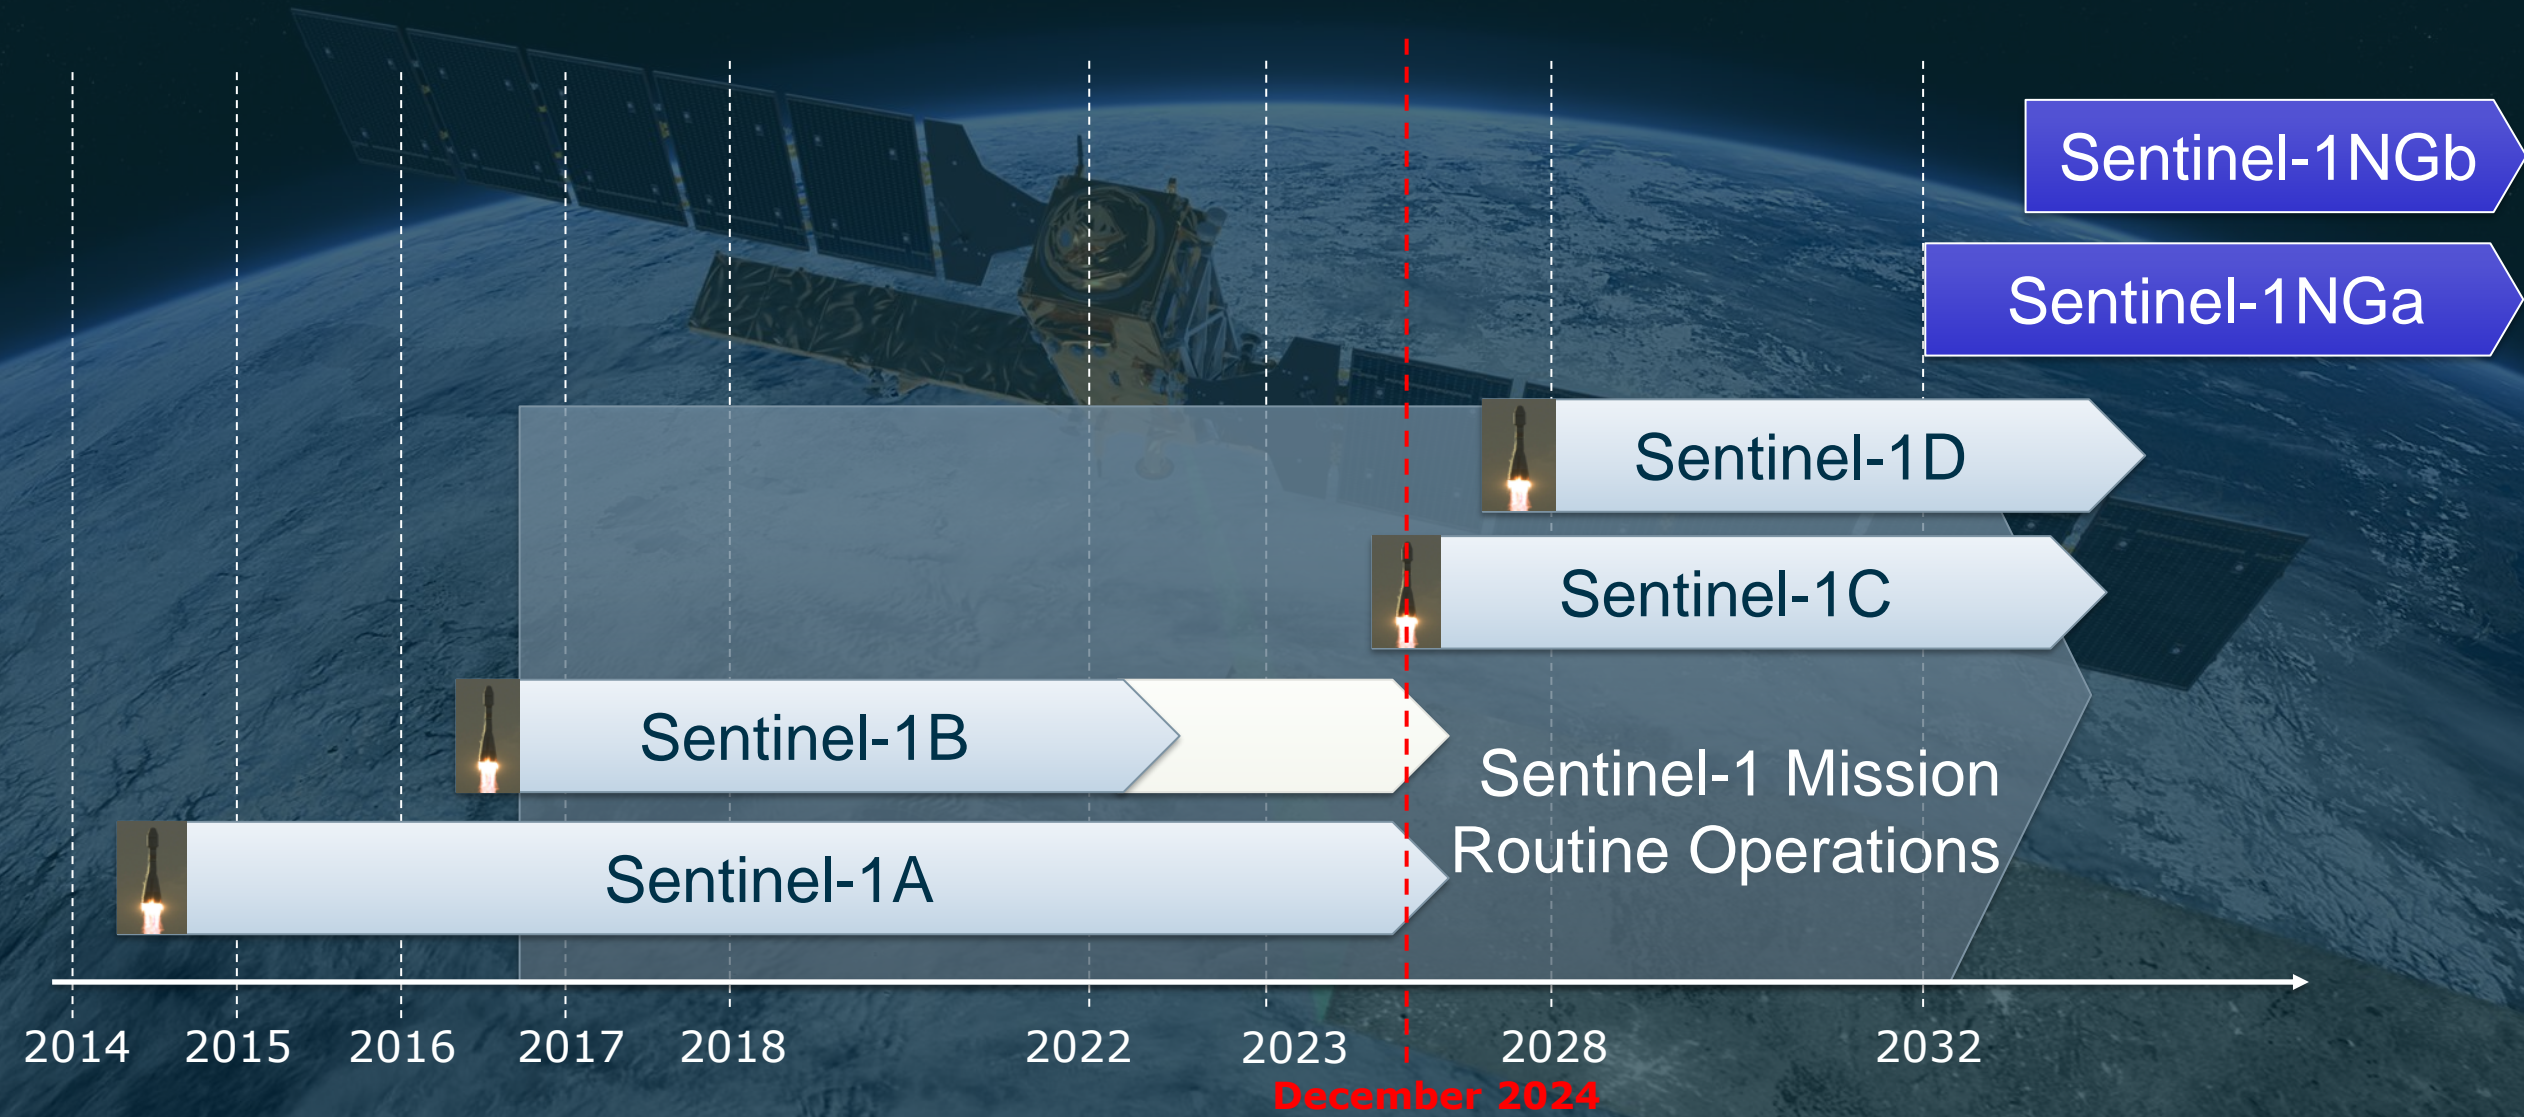 Sentinel-1NGb
Sentinel-1NGa
Sentinel-1D
Sentinel-1C
Sentinel-1B
Sentinel-1 Mission
Routine Operations
Sentinel-1A
2014 2015 2016 2017 2018 2022 2023 2028 2032
December 2024